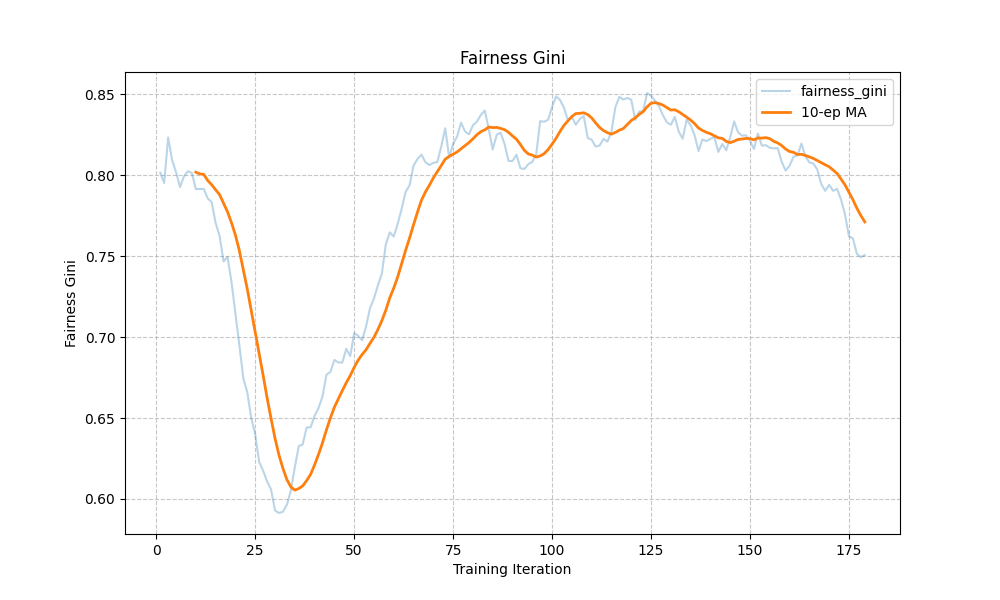 Fairness Gini
fairness_gini
10-ep MA
0.85
0.80
0.75
0.70
0.65
0.60
Fairness Gini
0 25 50 75 100 125 150 175
Training Iteration